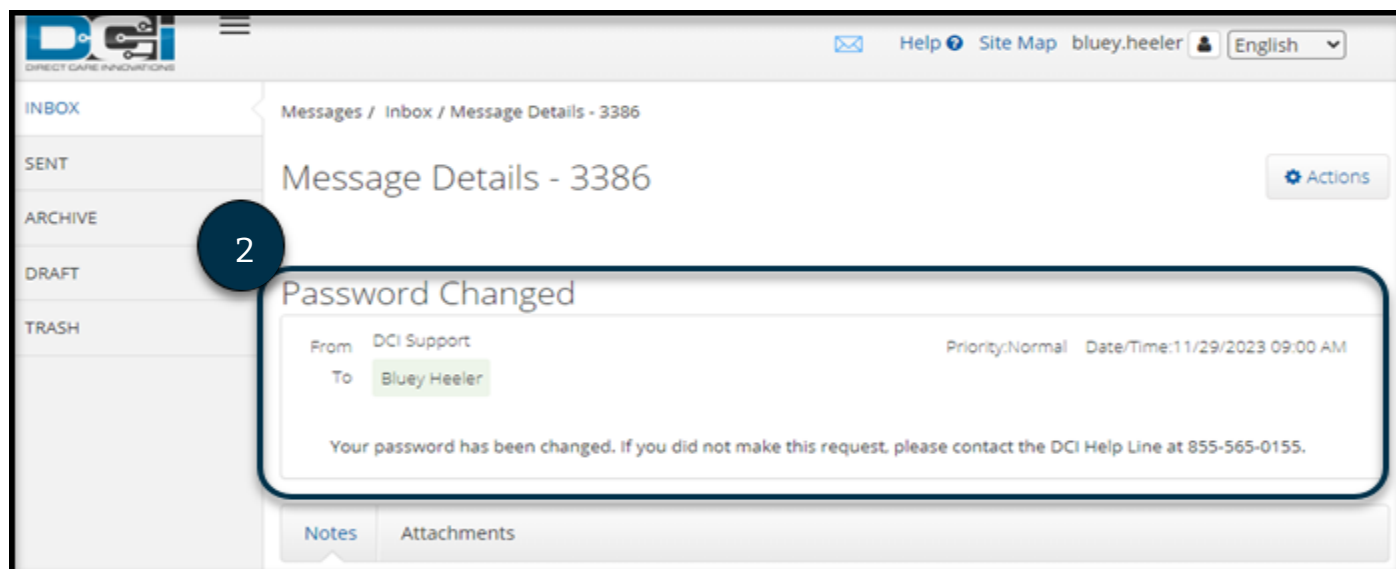 DCI
DIRECT CARE INNOVATIONS
Help ? Site Map bluey.heeler English
INBOX
SENT
ARCHIVE
DRAFT
TRASH
Messages / Inbox / Message Details - 3386
Message Details - 3386
Actions
2
Password Changed
From DCI Support
Priority:Normal Date/Time:11/29/2023 09:00 AM
To Bluey Heeler
Your password has been changed. If you did not make this request, please contact the DCI Help Line at 855-565-0155.
Notes Attachments